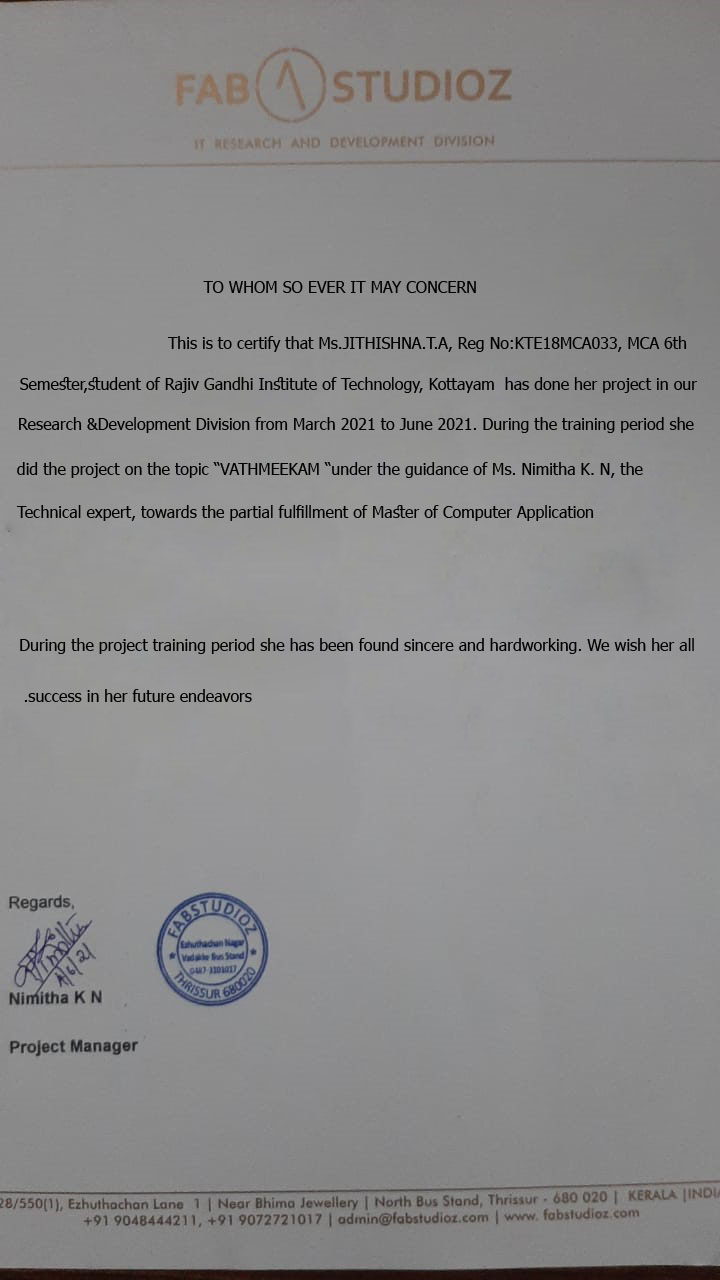 FAB STUDIOZ
IT RESEARCH AND DEVELOPMENT DIVISION
TO WHOM SO EVER IT MAY CONCERN
This is to certify that Ms.JITHISHNA.T.A, Reg No:KTE18MCA033, MCA 6th
Semester,student of Rajiv Gandhi Institute of Technology, Kottayam has done her project in our
Research &Development Division from March 2021 to June 2021. During the training period she
did the project on the topic “VATHMEEKAM “under the guidance of Ms. Nimitha K. N, the
Technical expert, towards the partial fulfillment of Master of Computer Application
During the project training period she has been found sincere and hardworking. We wish her all
.success in her future endeavors
Regards,
Nimitha K N
Project Manager
FABSTUDIOZ
Ezhuthachan Nagar
Vadakke Bus Stand
0487-3101017
THRISSUR 680020
28/550(1), Ezhuthachan Lane 1 | Near Bhima Jewellery | North Bus Stand, Thrissur - 680 020 | KERALA |INDIA
+91 9048444211, +91 9072721017 | admin@fabstudioz.com | www. fabstudioz.com